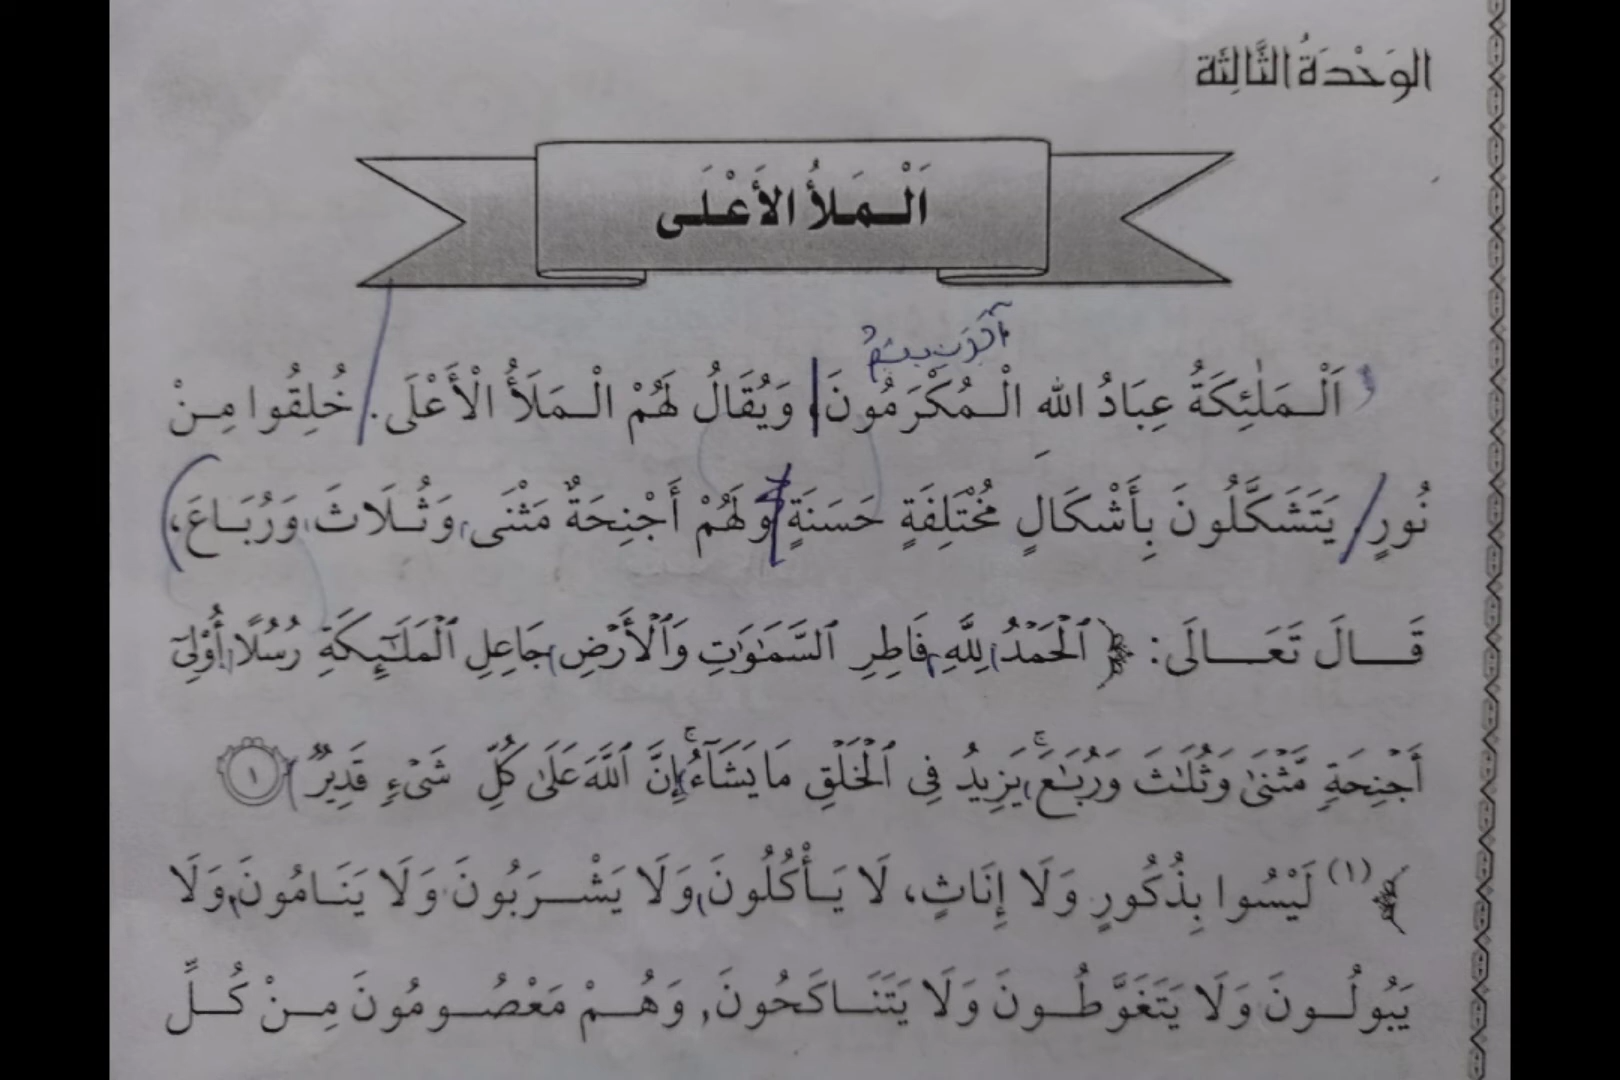 الوَحْدَةُ الثَّالِثَة
اَلْمَلأُ الأَعْلَى
اَلْمَلٰئِكَةُ عِبَادُ اللهِ الْمُكْرَمُونَ، وَيُقَالُ لَهُمْ الْمَلَأُ الْأَعْلَى. خُلِقُوا مِنْ
نُورٍ، يَتَشَكَّلُونَ بِأَشْكَالٍ مُخْتَلِفَةٍ حَسَنَةٍ، وَلَهُمْ أَجْنِحَةٌ مَثْنَى وَثُلَاثَ وَرُبَاعَ،
قَالَ تَعَالَى: ﴿ٱلْحَمْدُ لِلَّهِ فَاطِرِ ٱلسَّمَٰوَٰتِ وَٱلْأَرْضِ جَاعِلِ ٱلْمَلَٰٓئِكَةِ رُسُلًا أُو۟لِىٓ
أَجْنِحَةٍ مَّثْنَىٰ وَثُلَٰثَ وَرُبَٰعَ ۚ يَزِيدُ فِى ٱلْخَلْقِ مَا يَشَآءُ ۚ إِنَّ ٱللَّهَ عَلَىٰ كُلِّ شَىْءٍ قَدِيرٌ ١
﴾(١) لَيْسُوا بِذُكُورٍ وَلَا إِنَاثٍ، لَا يَأْكُلُونَ وَلَا يَشْرَبُونَ وَلَا يَنَامُونَ وَلَا
يَبُولُونَ وَلَا يَتَغَوَّطُونَ وَلَا يَتَنَاكَحُونَ, وَهُمْ مَعْصُومُونَ مِنْ كُلِّ